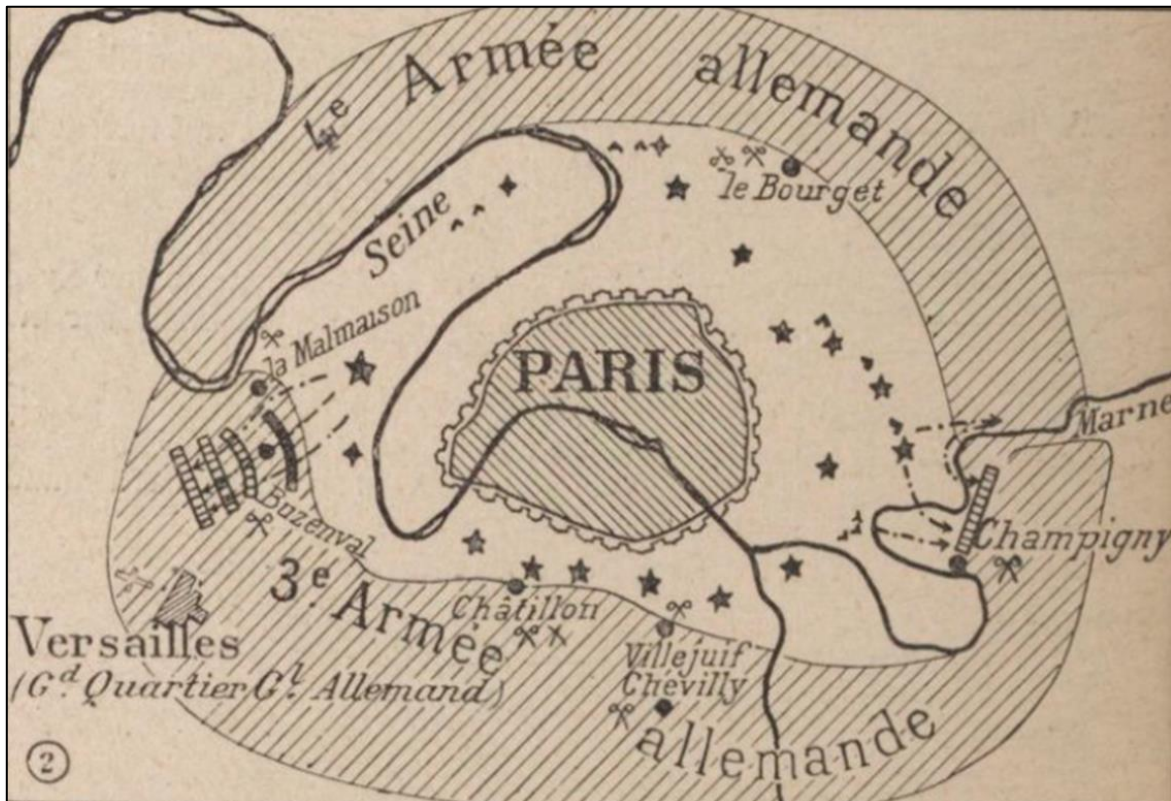 4e Armée allemande
le Bourget
Seine
la Malmaison
PARIS
Marne
Buzenval
Champigny
3e Armée allemande
Châtillon
Versailles
(Gd Quartier Gl Allemand)
Villejuif
Chevilly
2